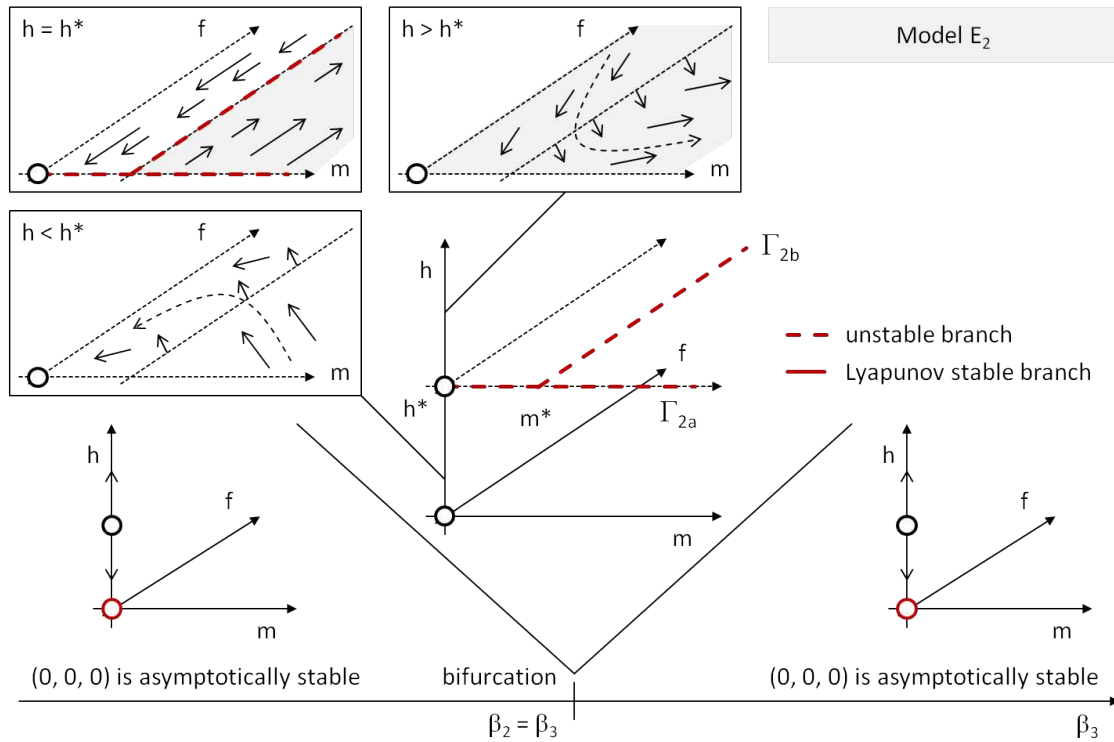 h = h*
f
m
h > h*
f
m
Model E₂
h < h*
f
m
h
Γ₂b
f
h*
m*
Γ₂a
m
unstable branch
Lyapunov stable branch
h
f
m
h
f
m
(0, 0, 0) is asymptotically stable
bifurcation
(0, 0, 0) is asymptotically stable
β₂ = β₃
β₃